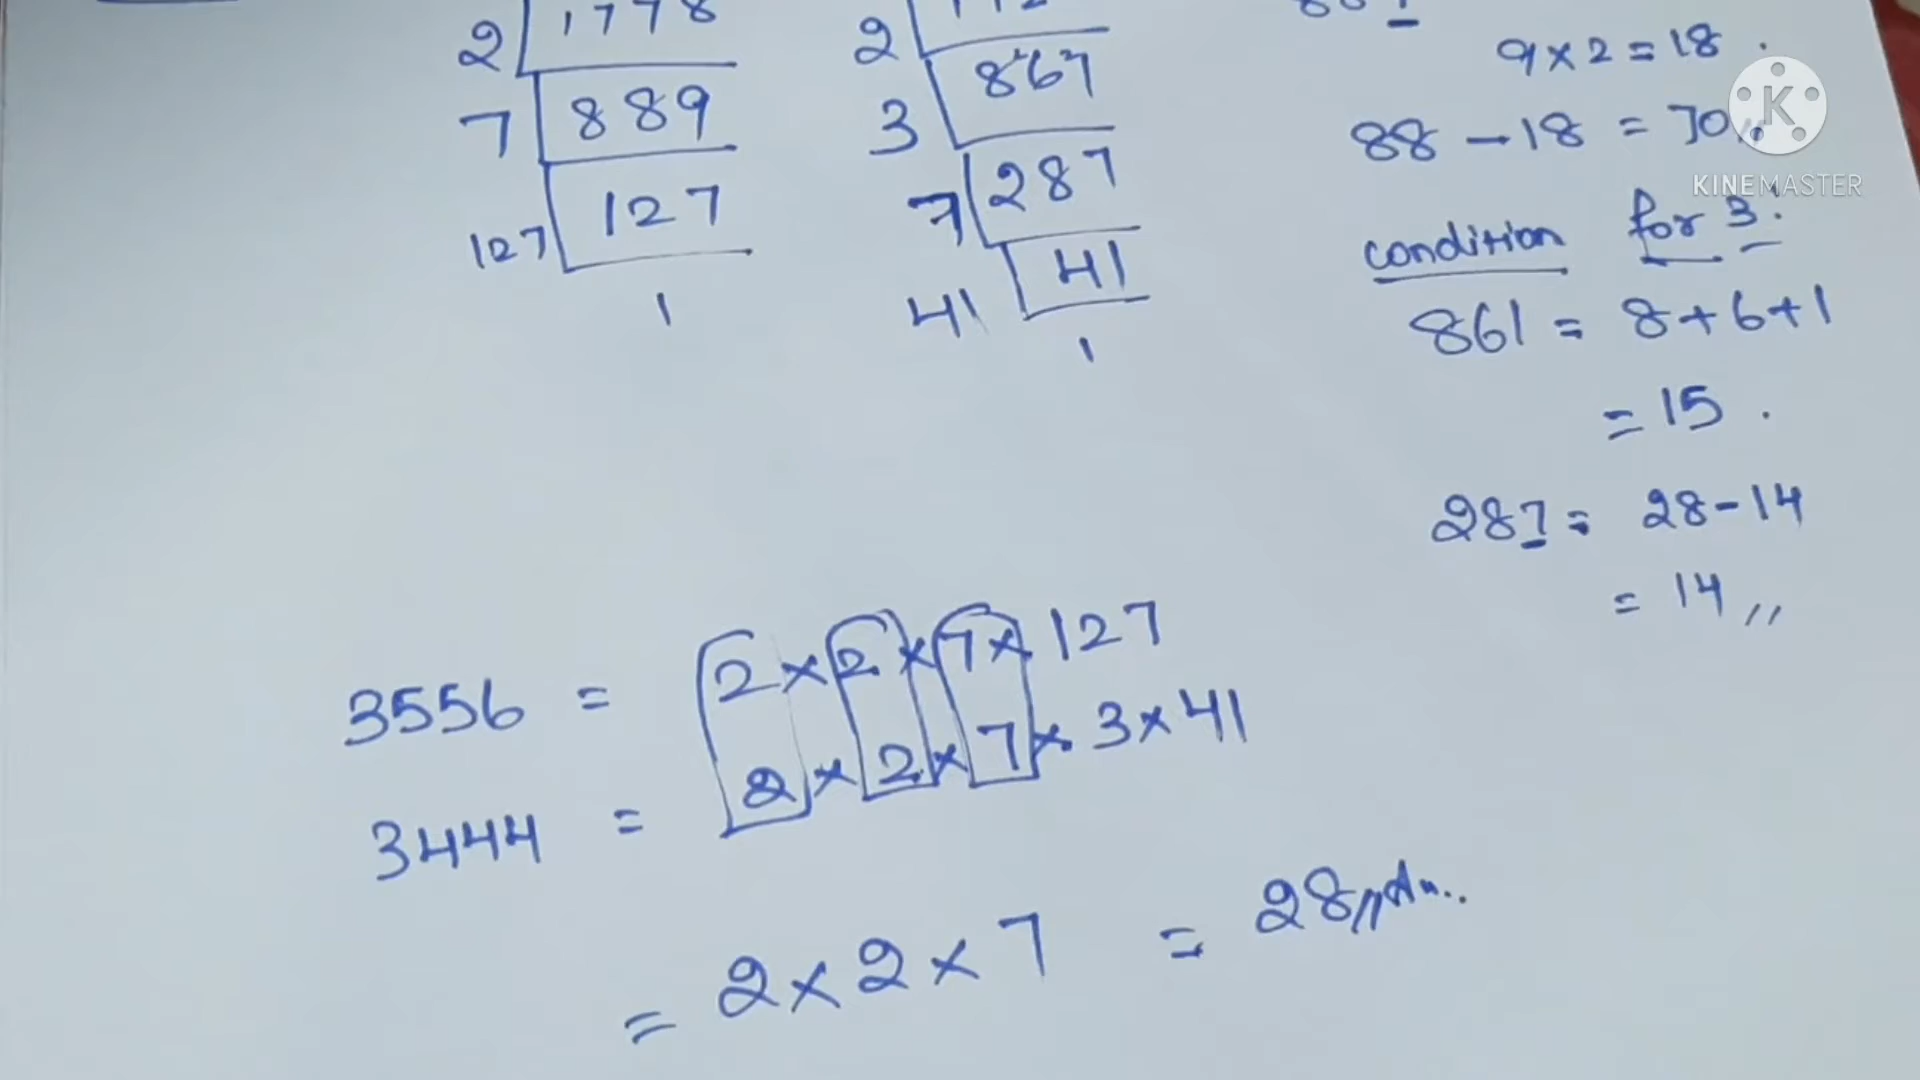 2 1778
7 889
127 127
1
2
3 861
7 287
41 41
1
9 × 2 = 18 .
88 - 18 = 70 ,,
KINEMASTER
condition for 3:
861 = 8+6+1
= 15 .
287 = 28-14
= 14 ,,
3556 = 2×2×7×127
3444 = 2×2×7×3×41
= 2×2×7 = 28,,